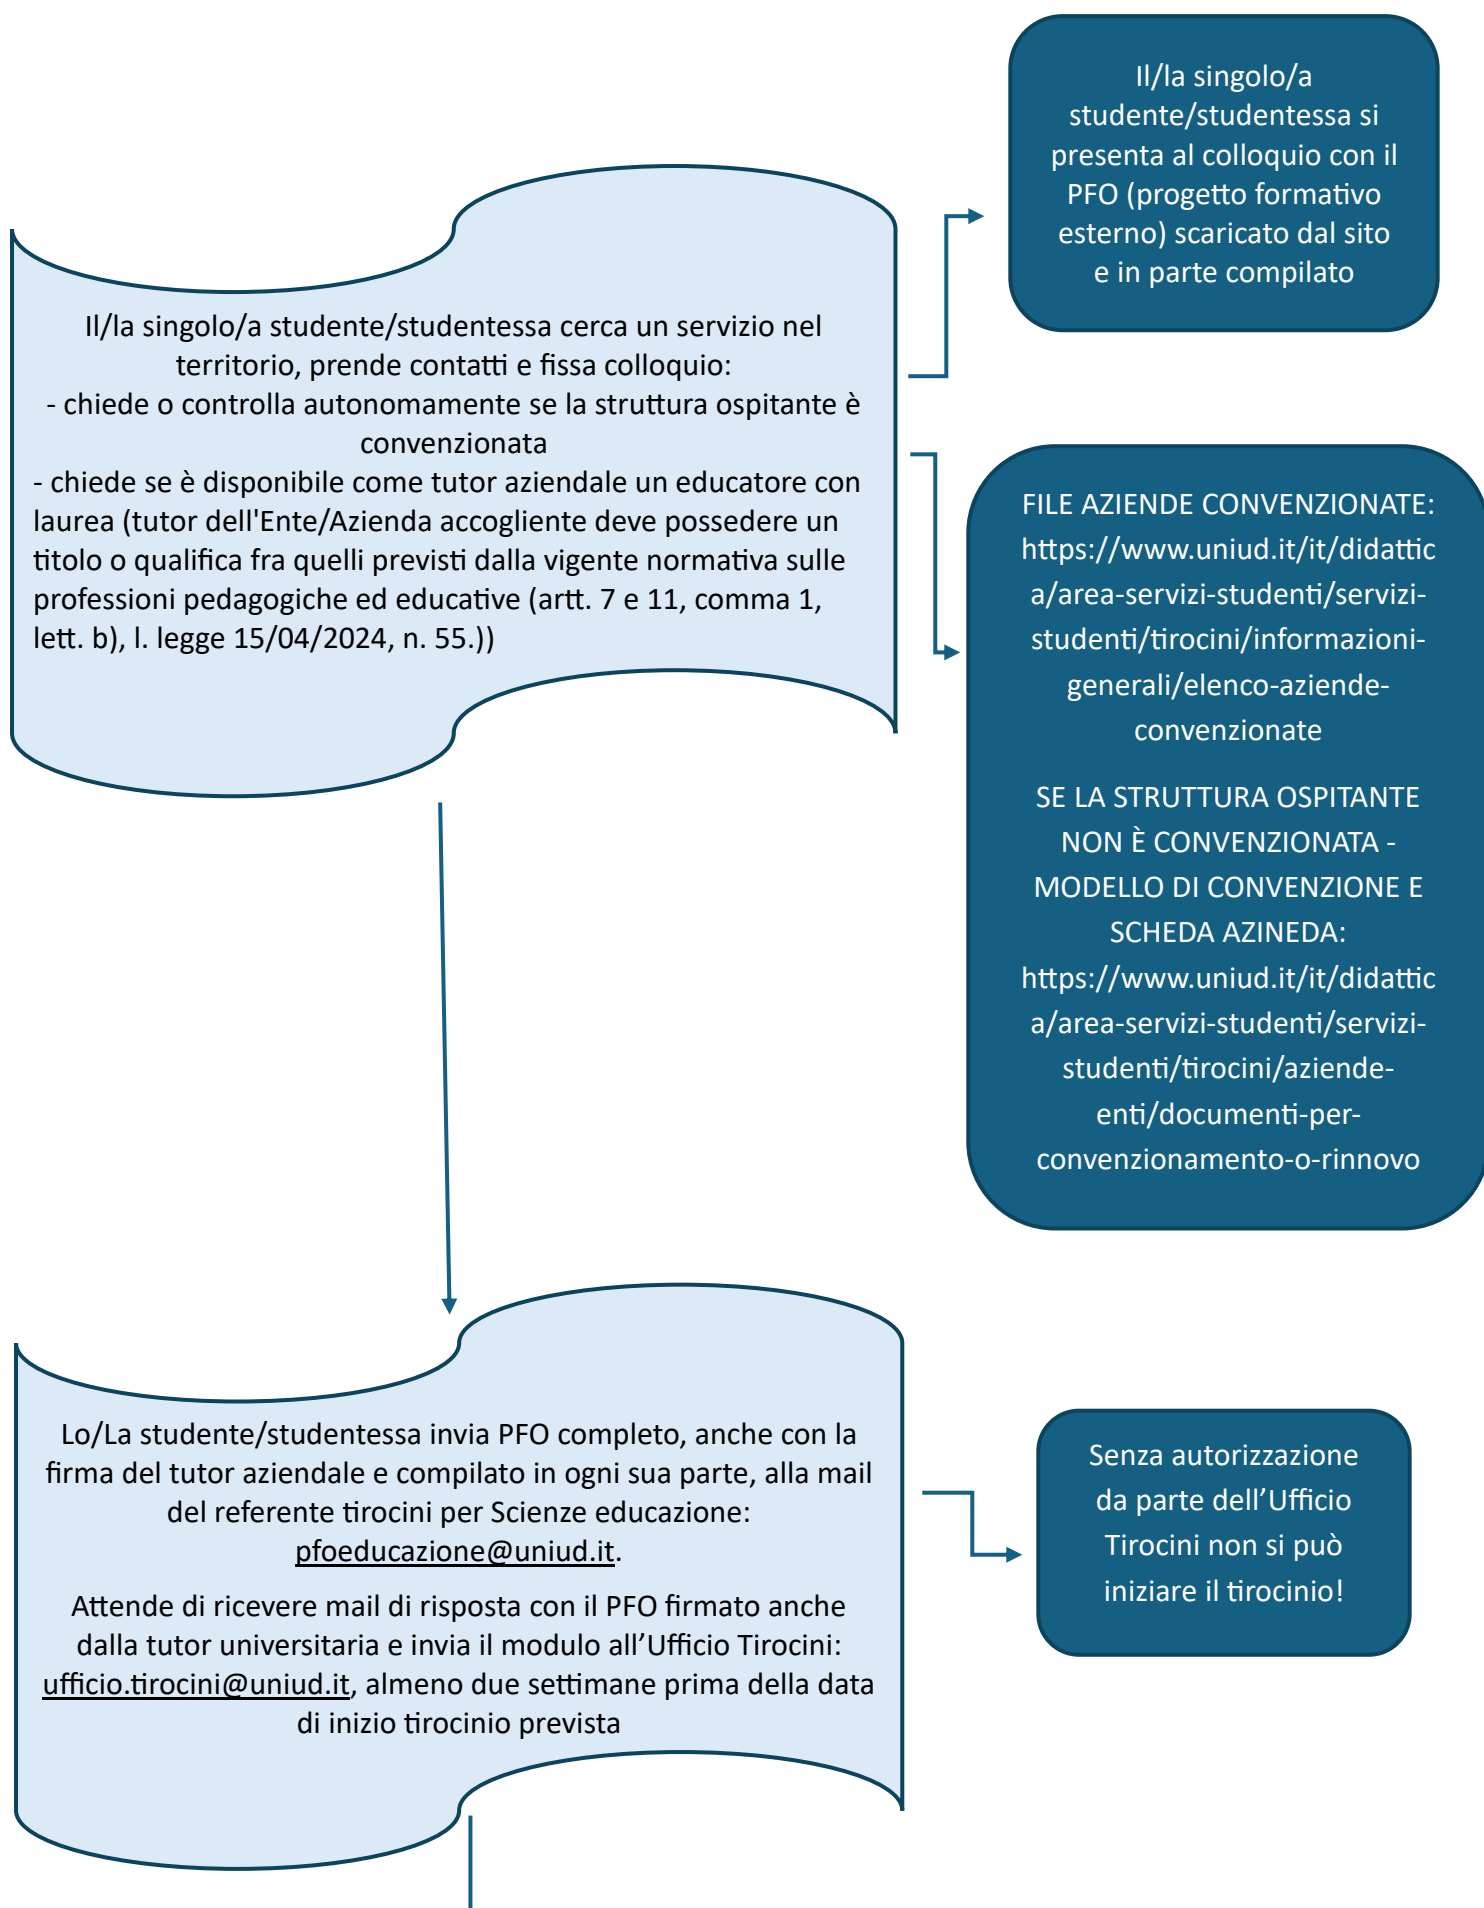 Il/la singolo/a
studente/studentessa si
presenta al colloquio con il
PFO (progetto formativo
esterno) scaricato dal sito
e in parte compilato
Il/la singolo/a studente/studentessa cerca un servizio nel
territorio, prende contatti e fissa colloquio:
- chiede o controlla autonomamente se la struttura ospitante è
convenzionata
- chiede se è disponibile come tutor aziendale un educatore con
laurea (tutor dell'Ente/Azienda accogliente deve possedere un
titolo o qualifica fra quelli previsti dalla vigente normativa sulle
professioni pedagogiche ed educative (artt. 7 e 11, comma 1,
lett. b), l. legge 15/04/2024, n. 55.))
FILE AZIENDE CONVENZIONATE:
https://www.uniud.it/it/didattic
a/area-servizi-studenti/servizi-
studenti/tirocini/informazioni-
generali/elenco-aziende-
convenzionate
SE LA STRUTTURA OSPITANTE
NON È CONVENZIONATA -
MODELLO DI CONVENZIONE E
SCHEDA AZINEDA:
https://www.uniud.it/it/didattic
a/area-servizi-studenti/servizi-
studenti/tirocini/aziende-
enti/documenti-per-
convenzionamento-o-rinnovo
Lo/La studente/studentessa invia PFO completo, anche con la
firma del tutor aziendale e compilato in ogni sua parte, alla mail
del referente tirocini per Scienze educazione:
pfoeducazione@uniud.it.
Attende di ricevere mail di risposta con il PFO firmato anche
dalla tutor universitaria e invia il modulo all’Ufficio Tirocini:
ufficio.tirocini@uniud.it, almeno due settimane prima della data
di inizio tirocinio prevista
Senza autorizzazione
da parte dell’Ufficio
Tirocini non si può
iniziare il tirocinio!